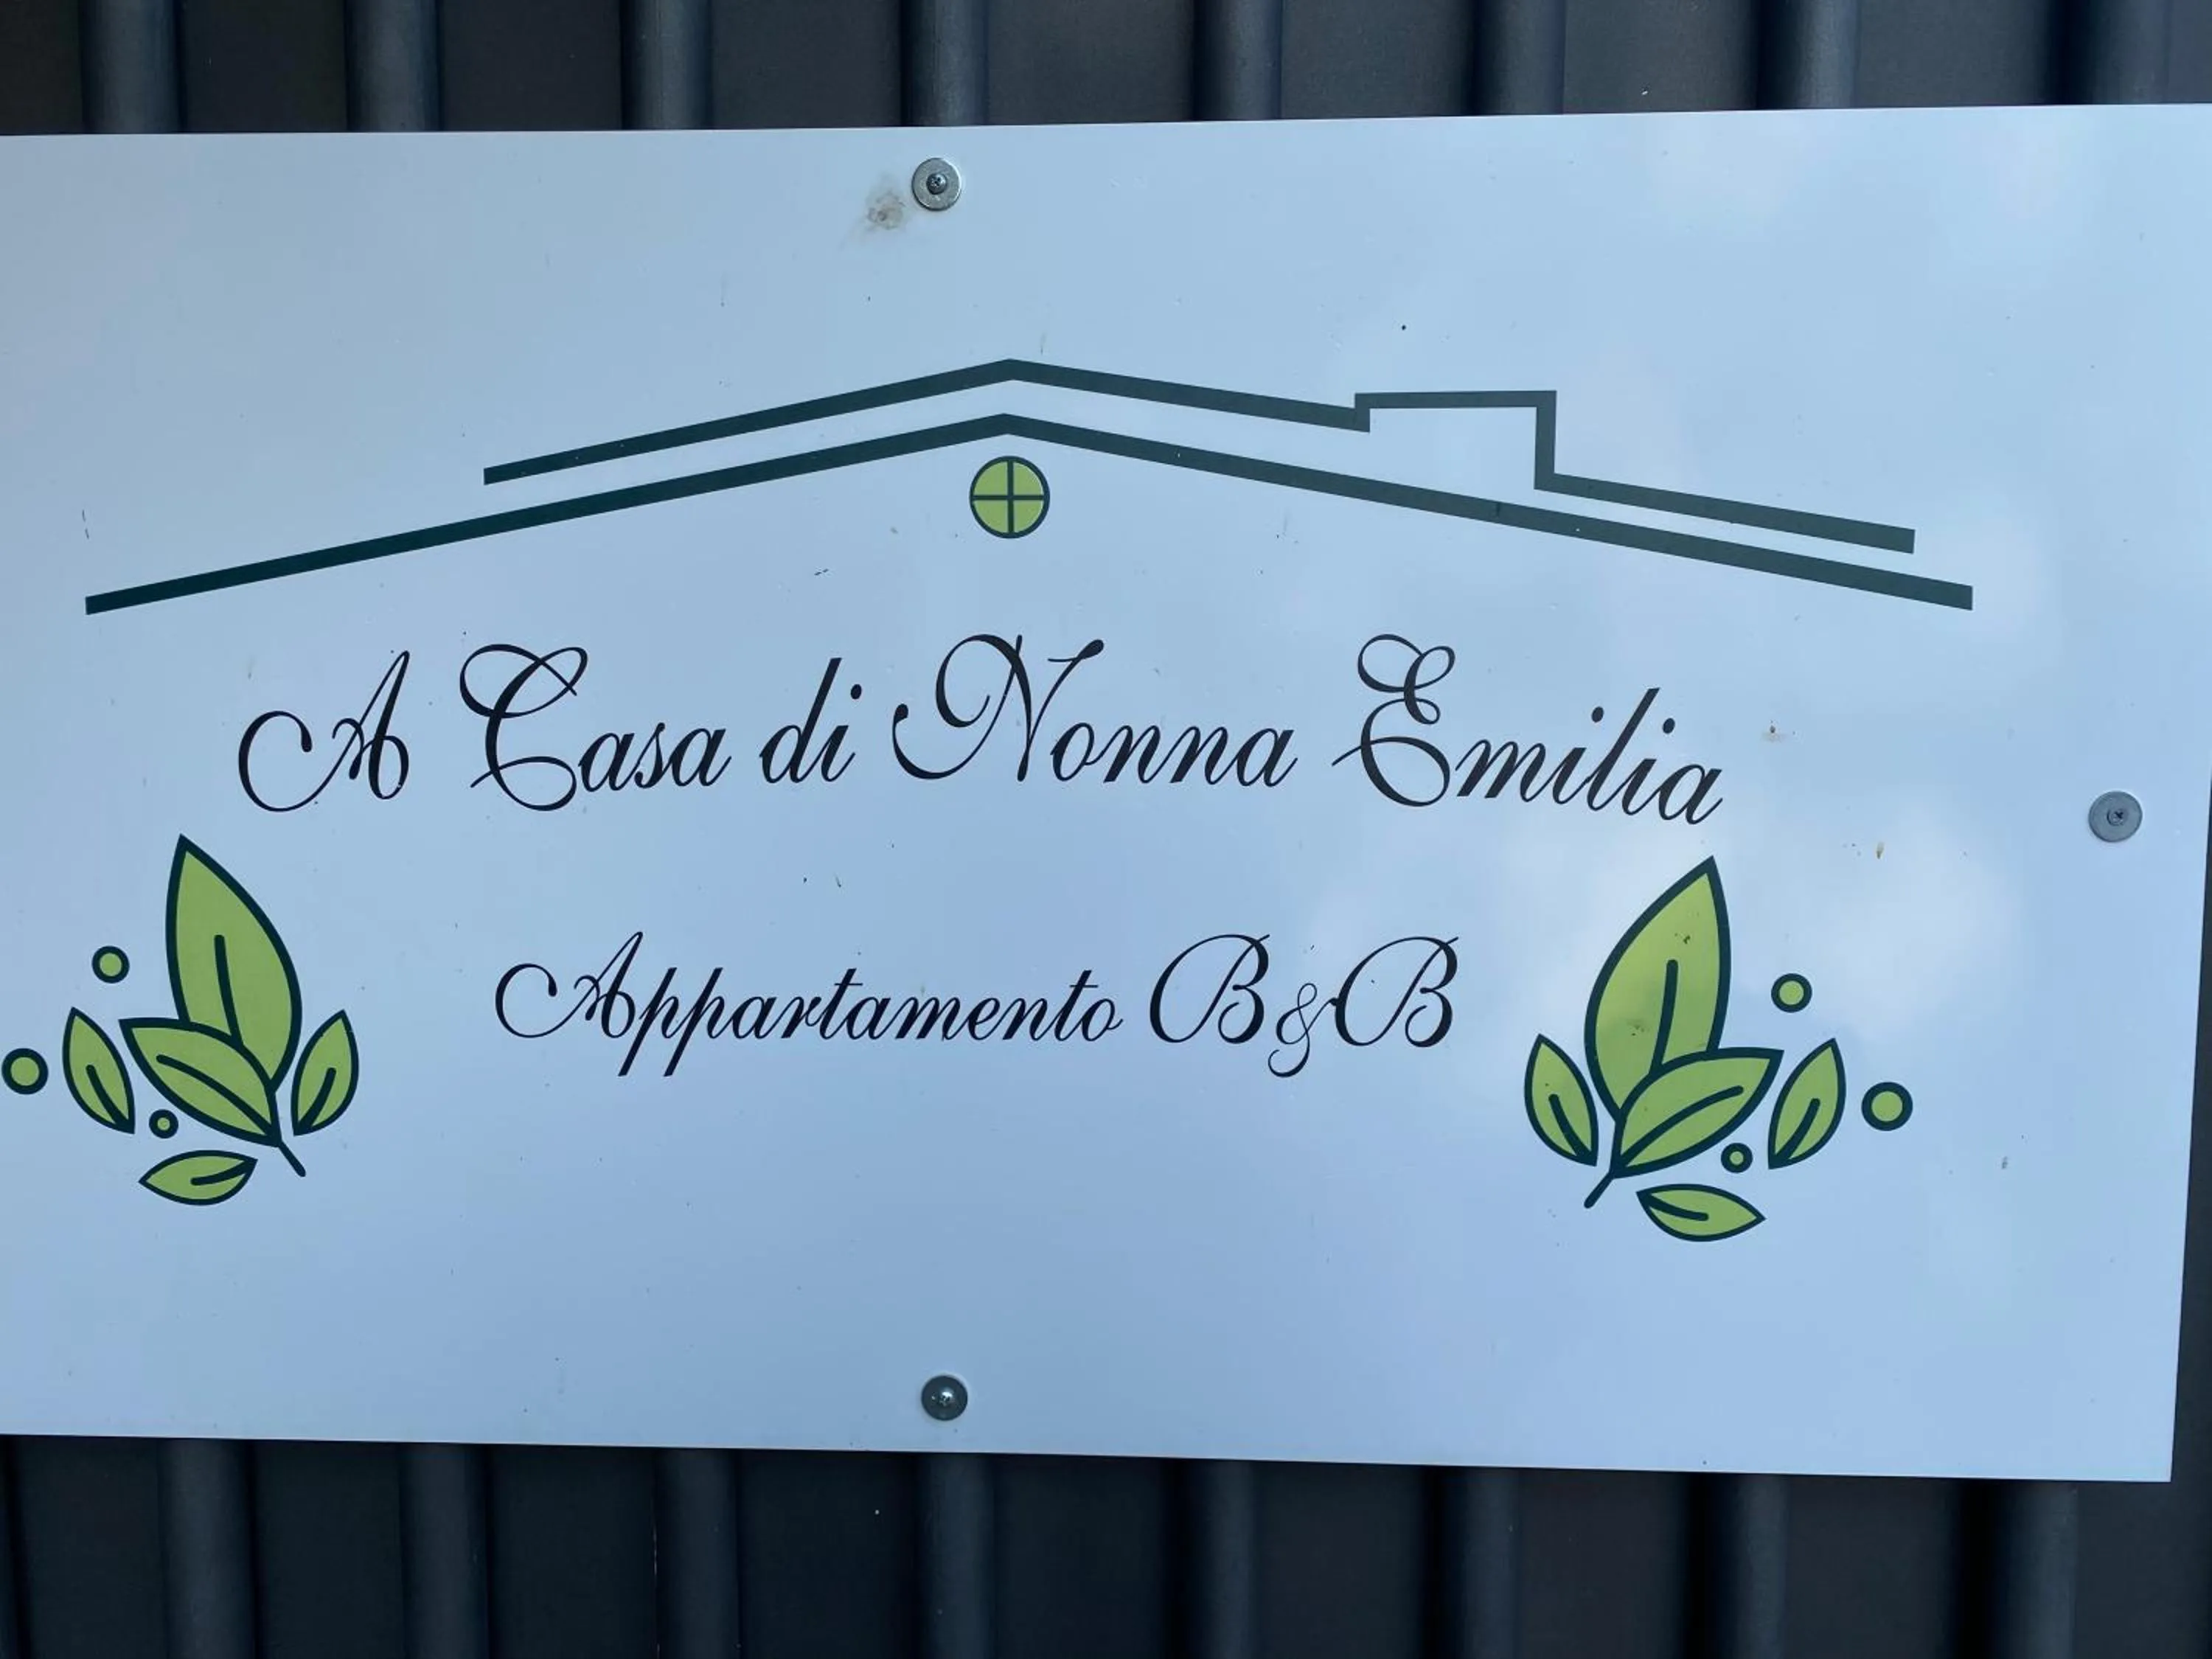 A Casa di Nonna Emilia
Appartamento B&B